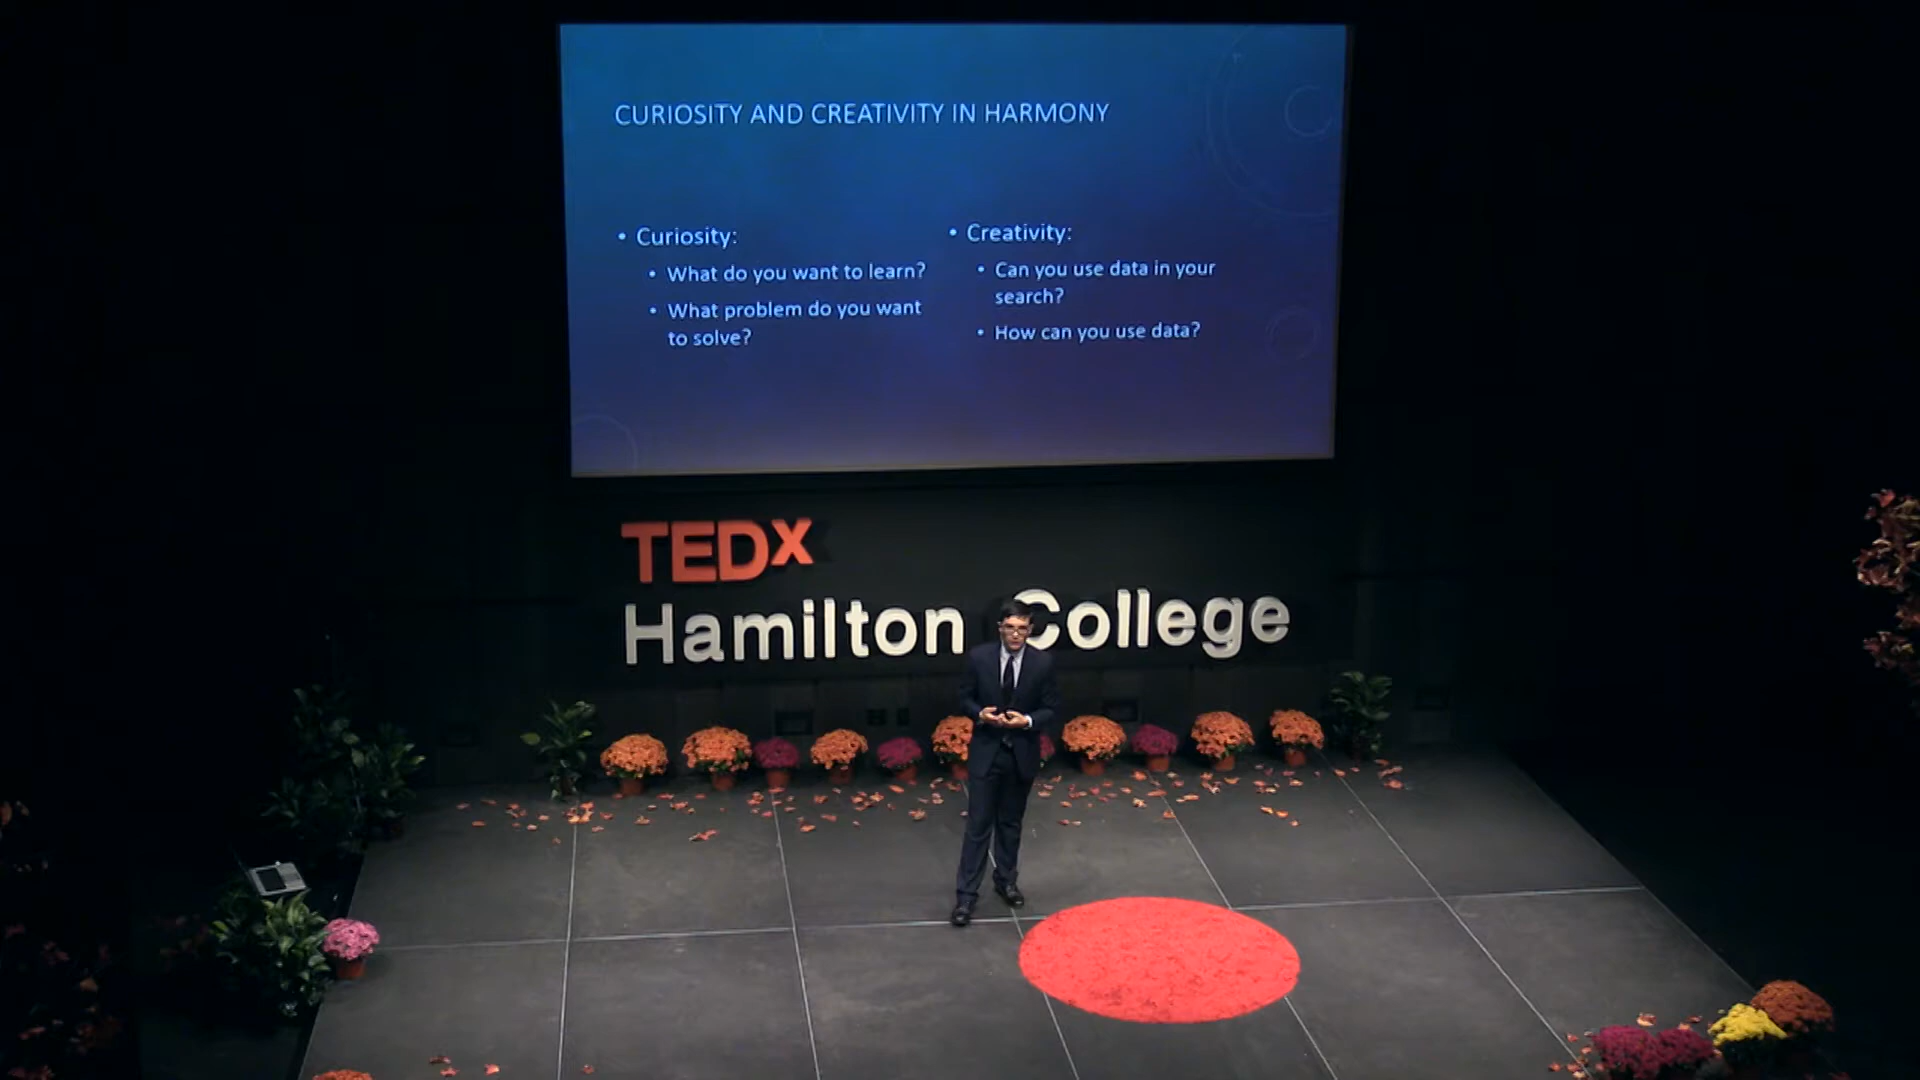 CURIOSITY AND CREATIVITY IN HARMONY
• Curiosity:
• What do you want to learn?
• What problem do you want
to solve?
• Creativity:
• Can you use data in your
search?
• How can you use data?
TEDx
Hamilton College